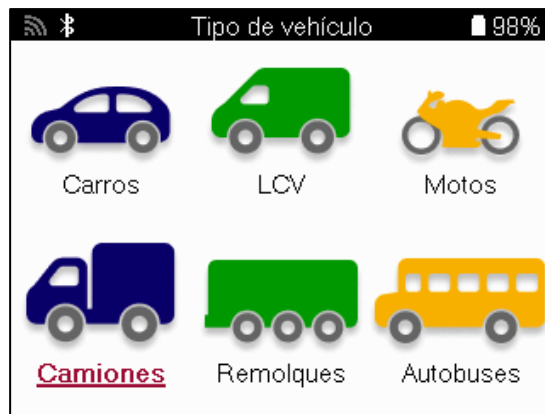 Tipo de vehículo 98%
Carros LCV Motos
Camiones Remolques Autobuses